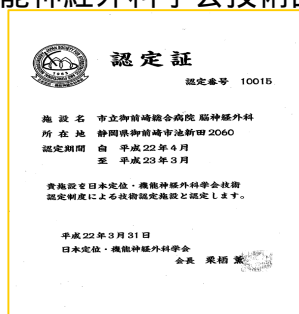 能神経外科学会技術
認定証
認定番号 10015
施設名 市立御前崎総合病院 脳神経外科
所在地 静岡県御前崎市池新田2060
認定期間 自 平成22年4月
至 平成23年3月
貴施設を日本定位・機能神経外科学会技術
認定制度による技術認定施設と認定します。
平成22年3月31日
日本定位・機能神経外科学会
会長 栗栖 薫